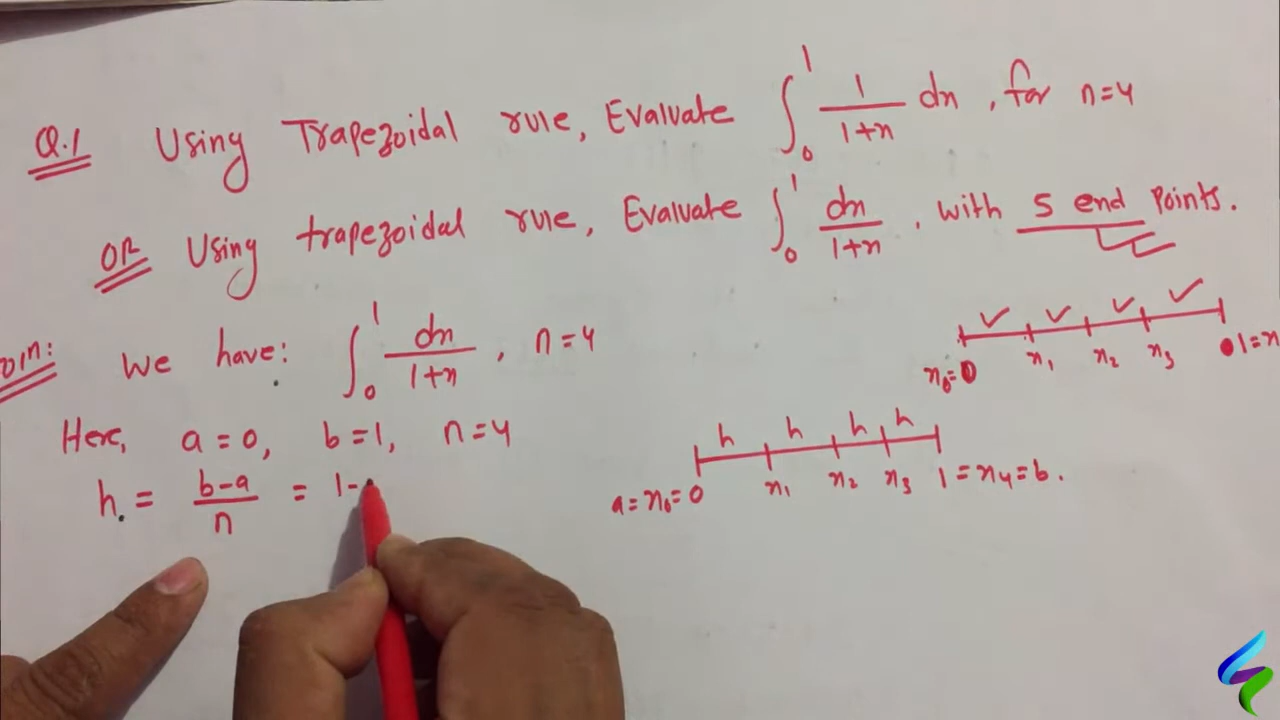 Q.1 Using Trapezoidal rule, Evaluate ∫₀¹ 1/(1+x) dx, for n=4
OR Using trapezoidal rule, Evaluate ∫₀¹ dx/(1+x), with 5 end points.
oln: We have: ∫₀¹ dx/(1+x), n=4
x₀=0 x₁ x₂ x₃ 1=x
Here, a=0, b=1, n=4
h h h h
a=x₀=0 x₁ x₂ x₃ 1=x₄=b.
h = (b-a)/n = 1-